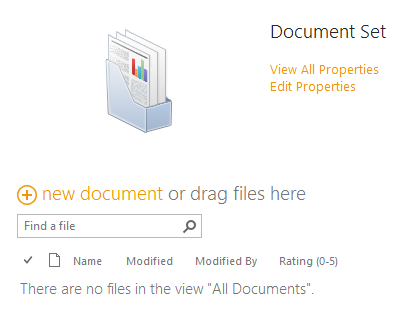 Document Set
View All Properties
Edit Properties
new document or drag files here
Find a file
Name Modified Modified By Rating (0-5)
There are no files in the view "All Documents".